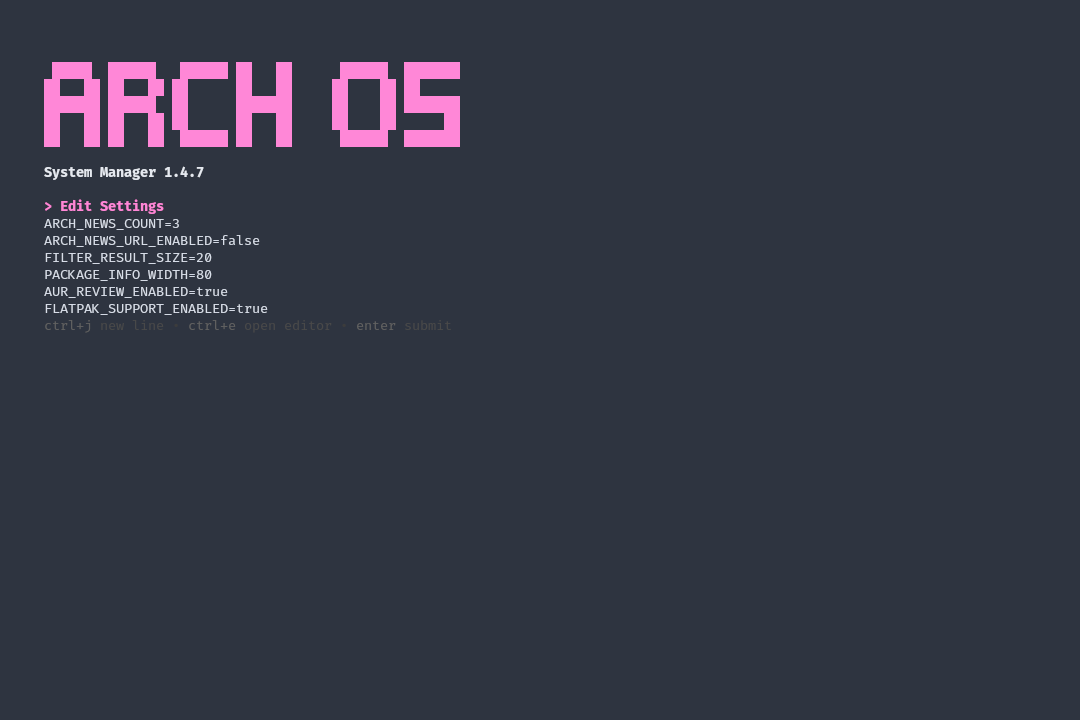 ARCH OS
System Manager 1.4.7
> Edit Settings
ARCH_NEWS_COUNT=3
ARCH_NEWS_URL_ENABLED=false
FILTER_RESULT_SIZE=20
PACKAGE_INFO_WIDTH=80
AUR_REVIEW_ENABLED=true
FLATPAK_SUPPORT_ENABLED=true
ctrl+j new line · ctrl+e open editor · enter submit